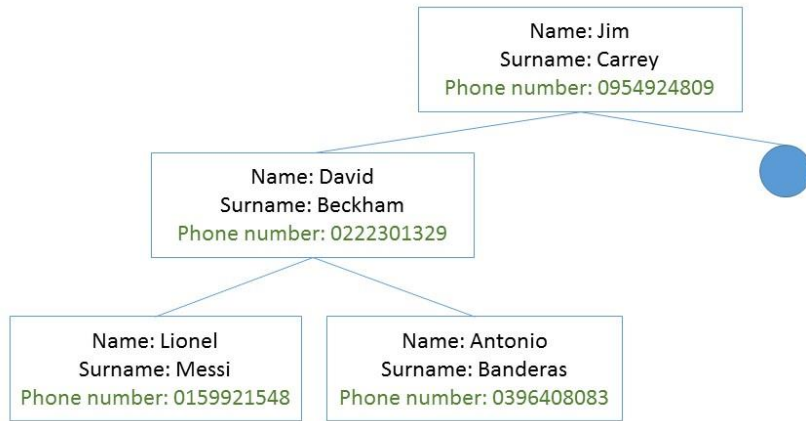 Name: Jim
Surname: Carrey
Phone number: 0954924809
Name: David
Surname: Beckham
Phone number: 0222301329
Name: Lionel
Surname: Messi
Phone number: 0159921548
Name: Antonio
Surname: Banderas
Phone number: 0396408083